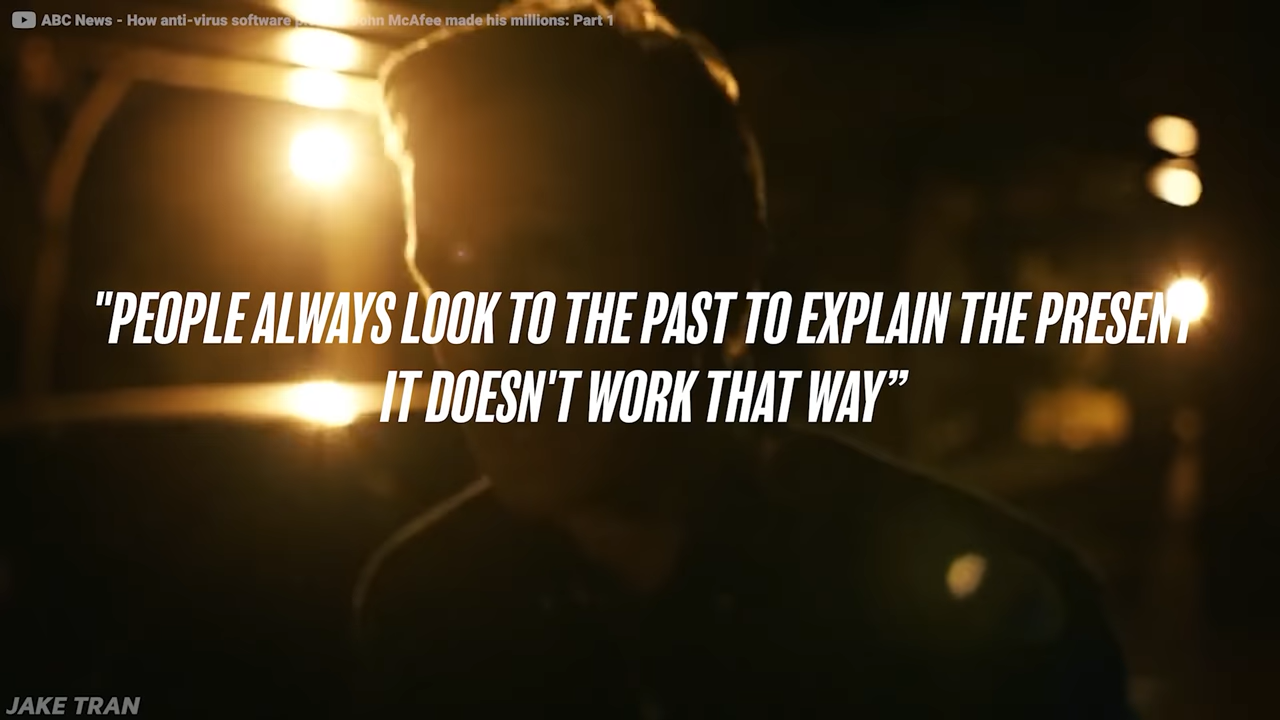 ABC News - How anti-virus software John McAfee made his millions: Part 1
"PEOPLE ALWAYS LOOK TO THE PAST TO EXPLAIN THE PRESENT
IT DOESN'T WORK THAT WAY”
JAKE TRAN